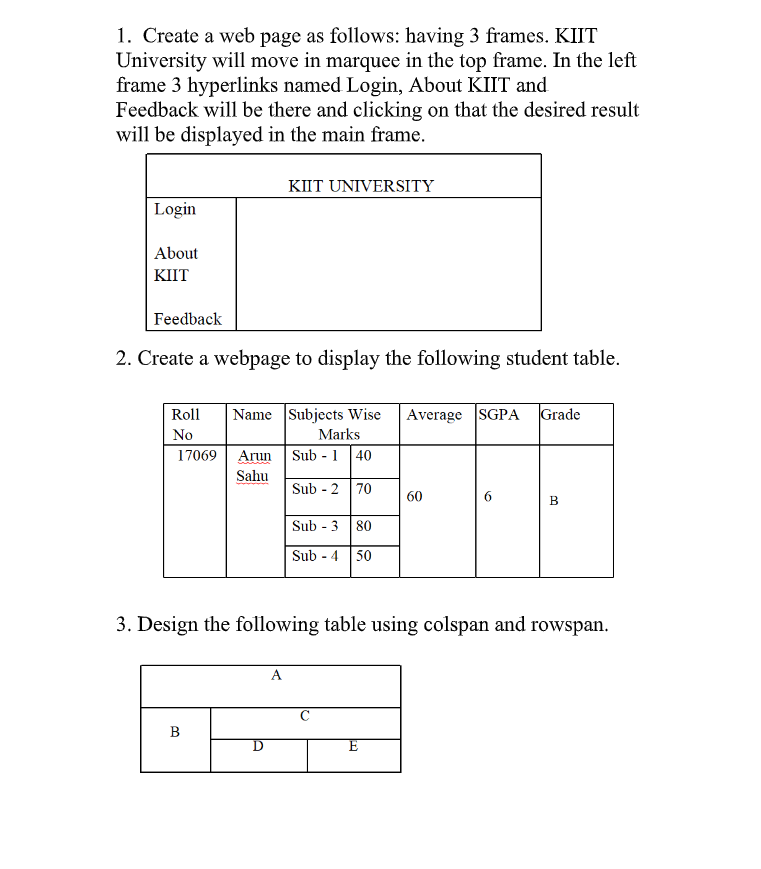 1. Create a web page as follows: having 3 frames. KIIT
University will move in marquee in the top frame. In the left
frame 3 hyperlinks named Login, About KIIT and
Feedback will be there and clicking on that the desired result
will be displayed in the main frame.
KIIT UNIVERSITY
Login
About
KIIT
Feedback
2. Create a webpage to display the following student table.
Roll Name Subjects Wise Average SGPA Grade
No Marks
17069 Arun Sub - 1 40
Sahu
Sub - 2 70
60 6 B
Sub - 3 80
Sub - 4 50
3. Design the following table using colspan and rowspan.
A
C
B
D E